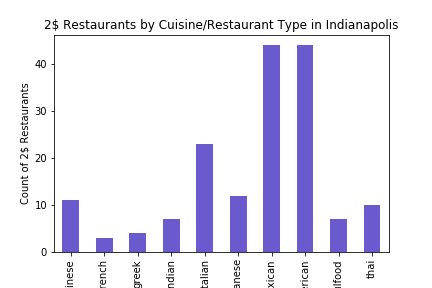 2$ Restaurants by Cuisine/Restaurant Type in Indianapolis
Count of 2$ Restaurants
40
30
20
10
0
inese
rench
greek
ndian
talian
anese
xican
erican
ulfood
thai